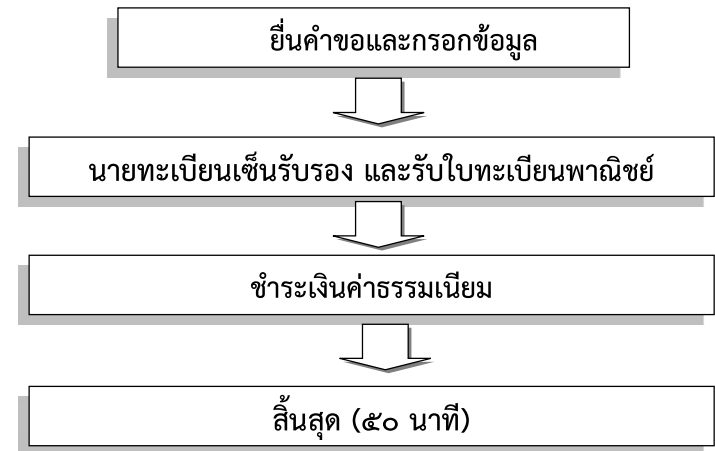 ยื่นคำขอและกรอกข้อมูล
นายทะเบียนเซ็นรับรอง และรับใบทะเบียนพาณิชย์
ชำระเงินค่าธรรมเนียม
สิ้นสุด (๕๐ นาที)